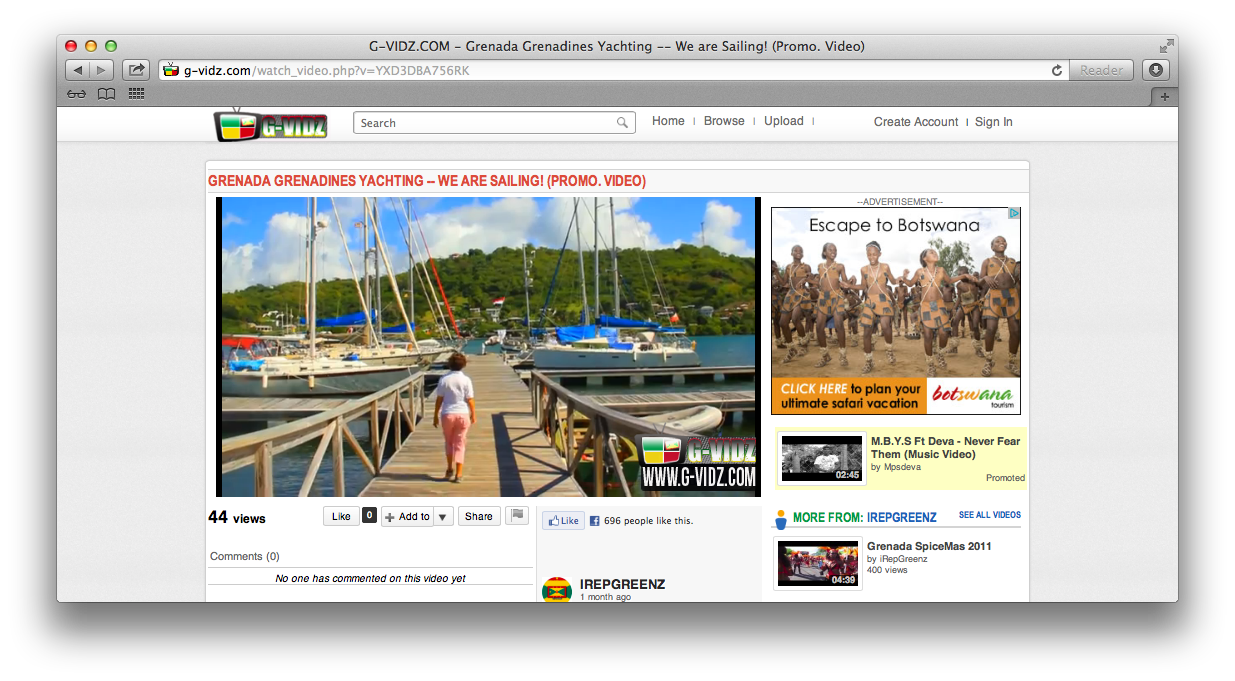 G-VIDZ.COM - Grenada Grenadines Yachting -- We are Sailing! (Promo. Video)
g-vidz.com/watch_video.php?v=YXD3DBA756RK
Reader
G-VIDZ
Search
Home | Browse | Upload |
Create Account | Sign In
GRENADA GRENADINES YACHTING -- WE ARE SAILING! (PROMO. VIDEO)
G-VIDZ
WWW.G-VIDZ.COM
--ADVERTISEMENT--
Escape to Botswana
CLICK HERE to plan your
ultimate safari vacation
botswana
tourism
02:45
M.B.Y.S Ft Deva - Never Fear
Them (Music Video)
by Mpsdeva
Promoted
44 views
Like 0 Add to Share
Like 696 people like this.
MORE FROM: IREPGREENZ SEE ALL VIDEOS
Comments (0)
No one has commented on this video yet
IREPGREENZ
1 month ago
04:39
Grenada SpiceMas 2011
by iRepGreenz
400 views